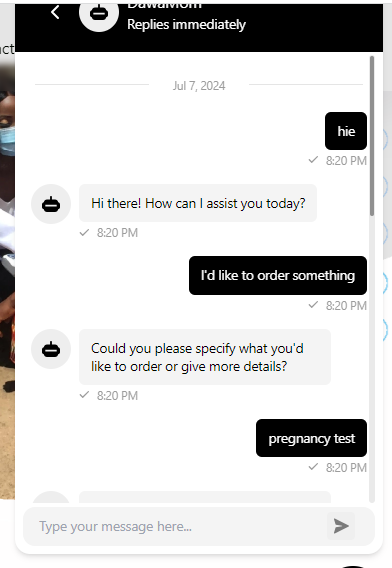 act
DawaMom
Replies immediately
Jul 7, 2024
hie
8:20 PM
Hi there! How can I assist you today?
8:20 PM
I'd like to order something
8:20 PM
Could you please specify what you'd
like to order or give more details?
8:20 PM
pregnancy test
8:20 PM
Type your message here...